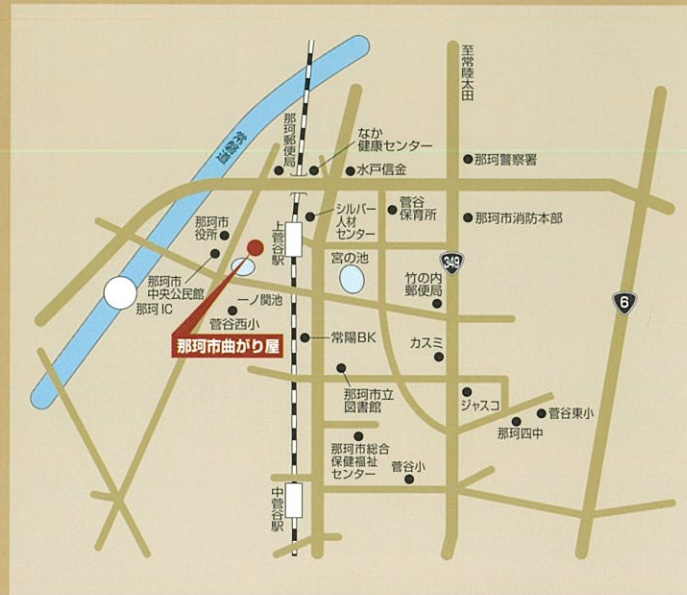 至常陸太田
常磐道
那珂郵便局
なか
健康センター
水戸信金
那珂警察署
菅谷
保育所
シルバー
人材
センター
那珂市消防本部
那珂市
役所
上菅谷駅
宮の池
349
那珂市
中央公民館
那珂IC
一ノ関池
竹の内
郵便局
6
菅谷西小
那珂市曲がり屋
常陽BK
カスミ
那珂市立
図書館
ジャスコ
菅谷東小
那珂四中
那珂市総合
保健福祉
センター
菅谷小
中菅谷駅